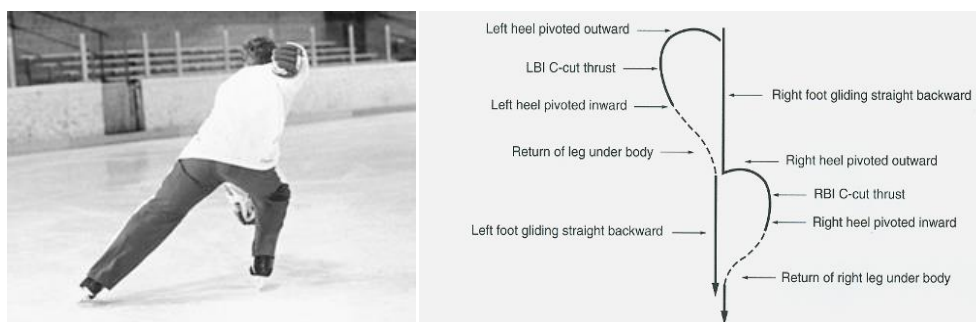 Left heel pivoted outward
LBI C-cut thrust
Right foot gliding straight backward
Left heel pivoted inward
Return of leg under body
Right heel pivoted outward
RBI C-cut thrust
Right heel pivoted inward
Left foot gliding straight backward
Return of right leg under body